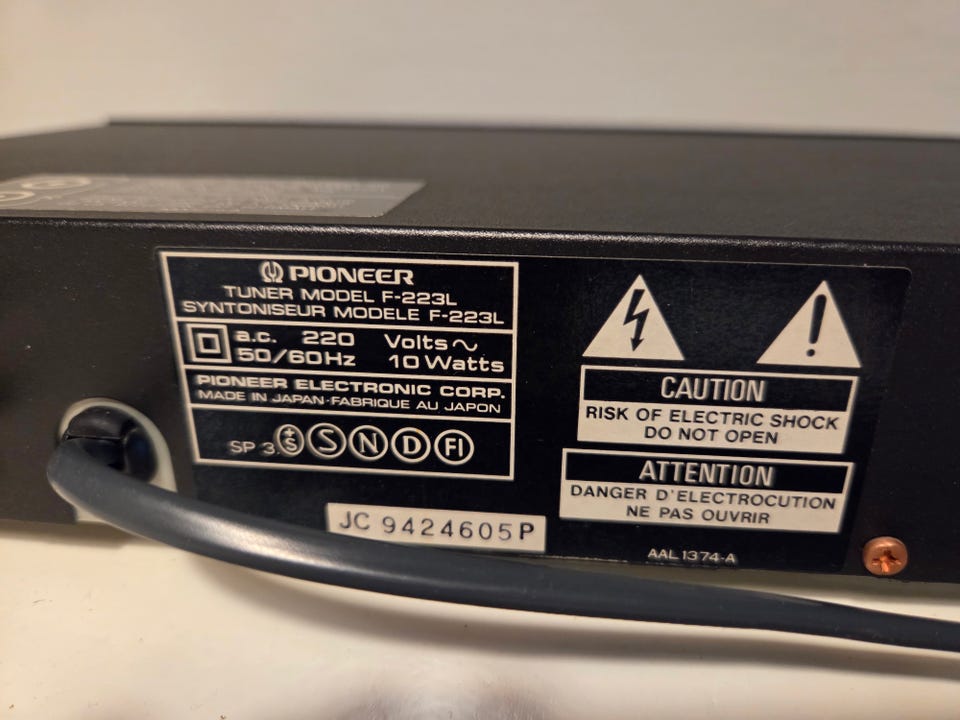 PIONEER
TUNER MODEL F-223L
SYNTONISEUR MODELE F-223L
a.c. 220 Volts ~
50/60Hz 10 Watts
PIONEER ELECTRONIC CORP.
MADE IN JAPAN·FABRIQUE AU JAPON
SP 3. S S N D FI
JC 9424605P
CAUTION
RISK OF ELECTRIC SHOCK
DO NOT OPEN
ATTENTION
DANGER D'ELECTROCUTION
NE PAS OUVRIR
AAL1374-A